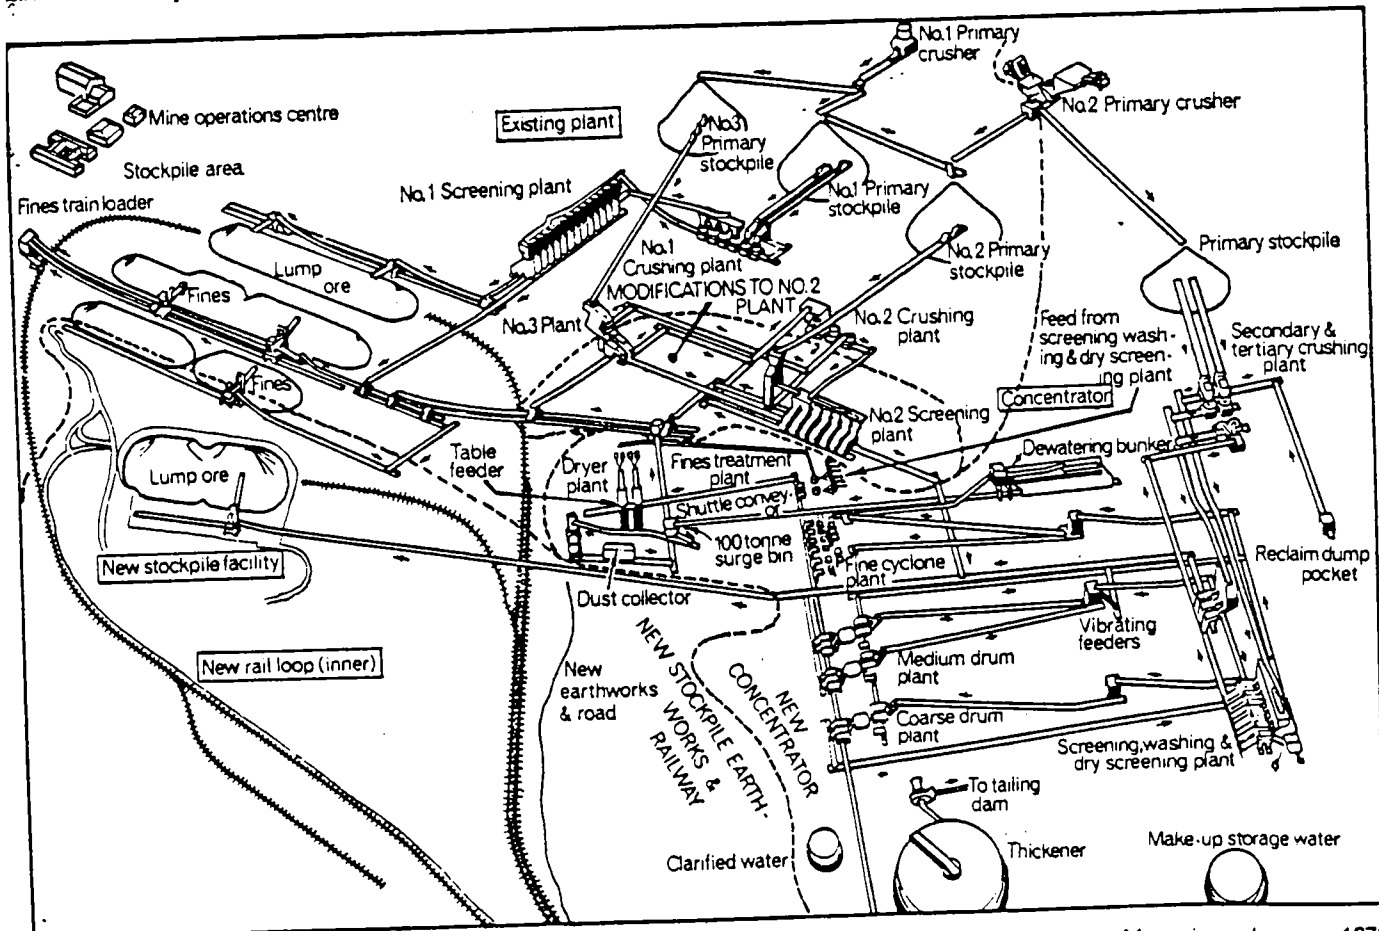 No.1 Primary
crusher
No.2 Primary crusher
Mine operations centre
Existing plant
No.3
Primary
stockpile
Stockpile area
No.1 Screening plant
No.1 Primary
stockpile
Fines train loader
No.1
Crushing plant
No.2 Primary
stockpile
Primary stockpile
Lump
ore
MODIFICATIONS TO NO.2
PLANT
Fines
No.3 Plant
No.2 Crushing
plant
Feed from
screening wash-
ing & dry screen-
ing plant
Secondary &
tertiary crushing
plant
Fines
Concentrator
No.2 Screening
plant
Dewatering bunker
Table
feeder
Dryer
plant
Fines treatment
plant
Lump ore
Shuttle convey-
or
100 tonne
surge bin
Fine cyclone
plant
Reclaim dump
pocket
New stockpile facility
Dust collector
Vibrating
feeders
New rail loop (inner)
New
earthworks
& road
NEW STOCKPILE EARTH-
WORKS &
RAILWAY
NEW
CONCENTRATOR
Medium drum
plant
Coarse drum
plant
Screening, washing &
dry screening plant
To tailing
dam
Clarified water
Thickener
Make-up storage water